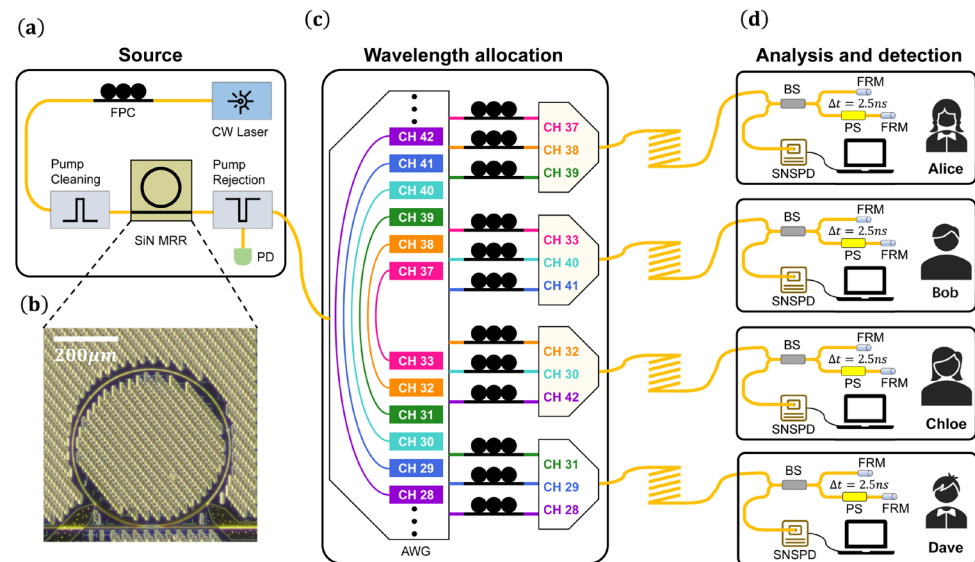 (a)
Source
FPC
CW Laser
Pump
Cleaning
Pump
Rejection
SiN MRR
PD
(b)
200μm
(c)
Wavelength allocation
CH 42
CH 41
CH 40
CH 39
CH 38
CH 37
CH 33
CH 32
CH 31
CH 30
CH 29
CH 28
AWG
CH 37
CH 38
CH 39
CH 33
CH 40
CH 41
CH 32
CH 30
CH 42
CH 31
CH 29
CH 28
(d)
Analysis and detection
BS
FRM
Δt = 2.5ns
PS
FRM
SNSPD
Alice
BS
FRM
Δt = 2.5ns
PS
FRM
SNSPD
Bob
BS
FRM
Δt = 2.5ns
PS
FRM
SNSPD
Chloe
BS
FRM
Δt = 2.5ns
PS
FRM
SNSPD
Dave